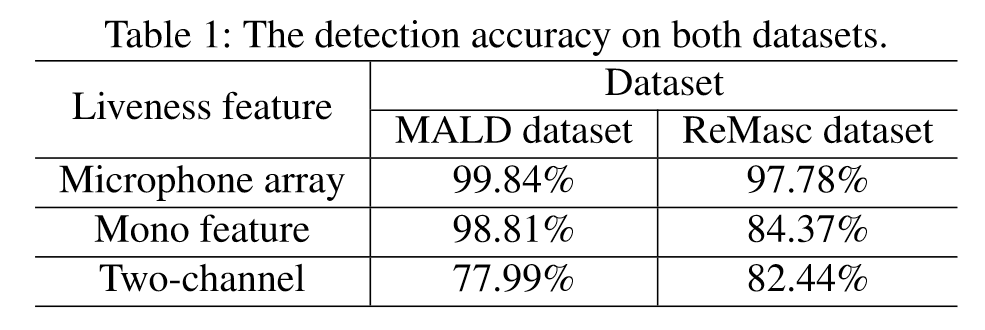 Table 1: The detection accuracy on both datasets.
Liveness feature Dataset
MALD dataset ReMasc dataset
Microphone array 99.84% 97.78%
Mono feature 98.81% 84.37%
Two-channel 77.99% 82.44%